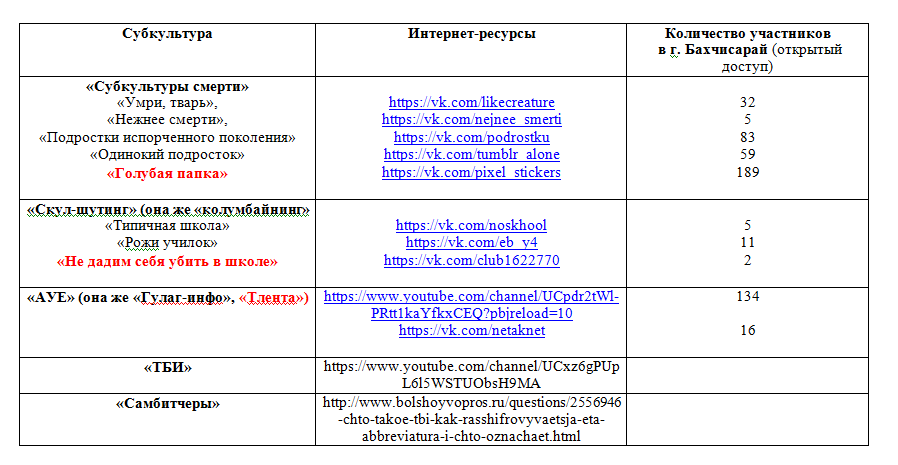 Субкультура
Интернет-ресурсы
Количество участников
в г. Бахчисарай (открытый
доступ)
«Субкультуры смерти»
«Умри, тварь»,
https://vk.com/likecreature
32
«Нежнее смерти»,
https://vk.com/nejnee_smerti
5
«Подростки испорченного поколения»
https://vk.com/podrostku
83
«Одинокий подросток»
https://vk.com/tumblr_alone
59
«Голубая папка»
https://vk.com/pixel_stickers
189
«Скул-шутинг» (она же «колумбайнинг»
«Типичная школа»
https://vk.com/noskhool
5
«Рожи училок»
https://vk.com/eb_y4
11
«Не дадим себя убить в школе»
https://vk.com/club1622770
2
«АУЕ» (она же «Гулаг-инфо», «Тлента»)
https://www.youtube.com/channel/UCpdr2tWl-
PRtt1kaYfkxCEQ?pbjreload=10
134
https://vk.com/netaknet
16
«ТБИ»
https://www.youtube.com/channel/UCxz6gPUp
L6l5WSTUObsH9MA
«Самбитчеры»
http://www.bolshoyvopros.ru/questions/2556946
-chto-takoe-tbi-kak-rasshifrovyvaetsja-eta-
abbreviatura-i-chto-oznachaet.html